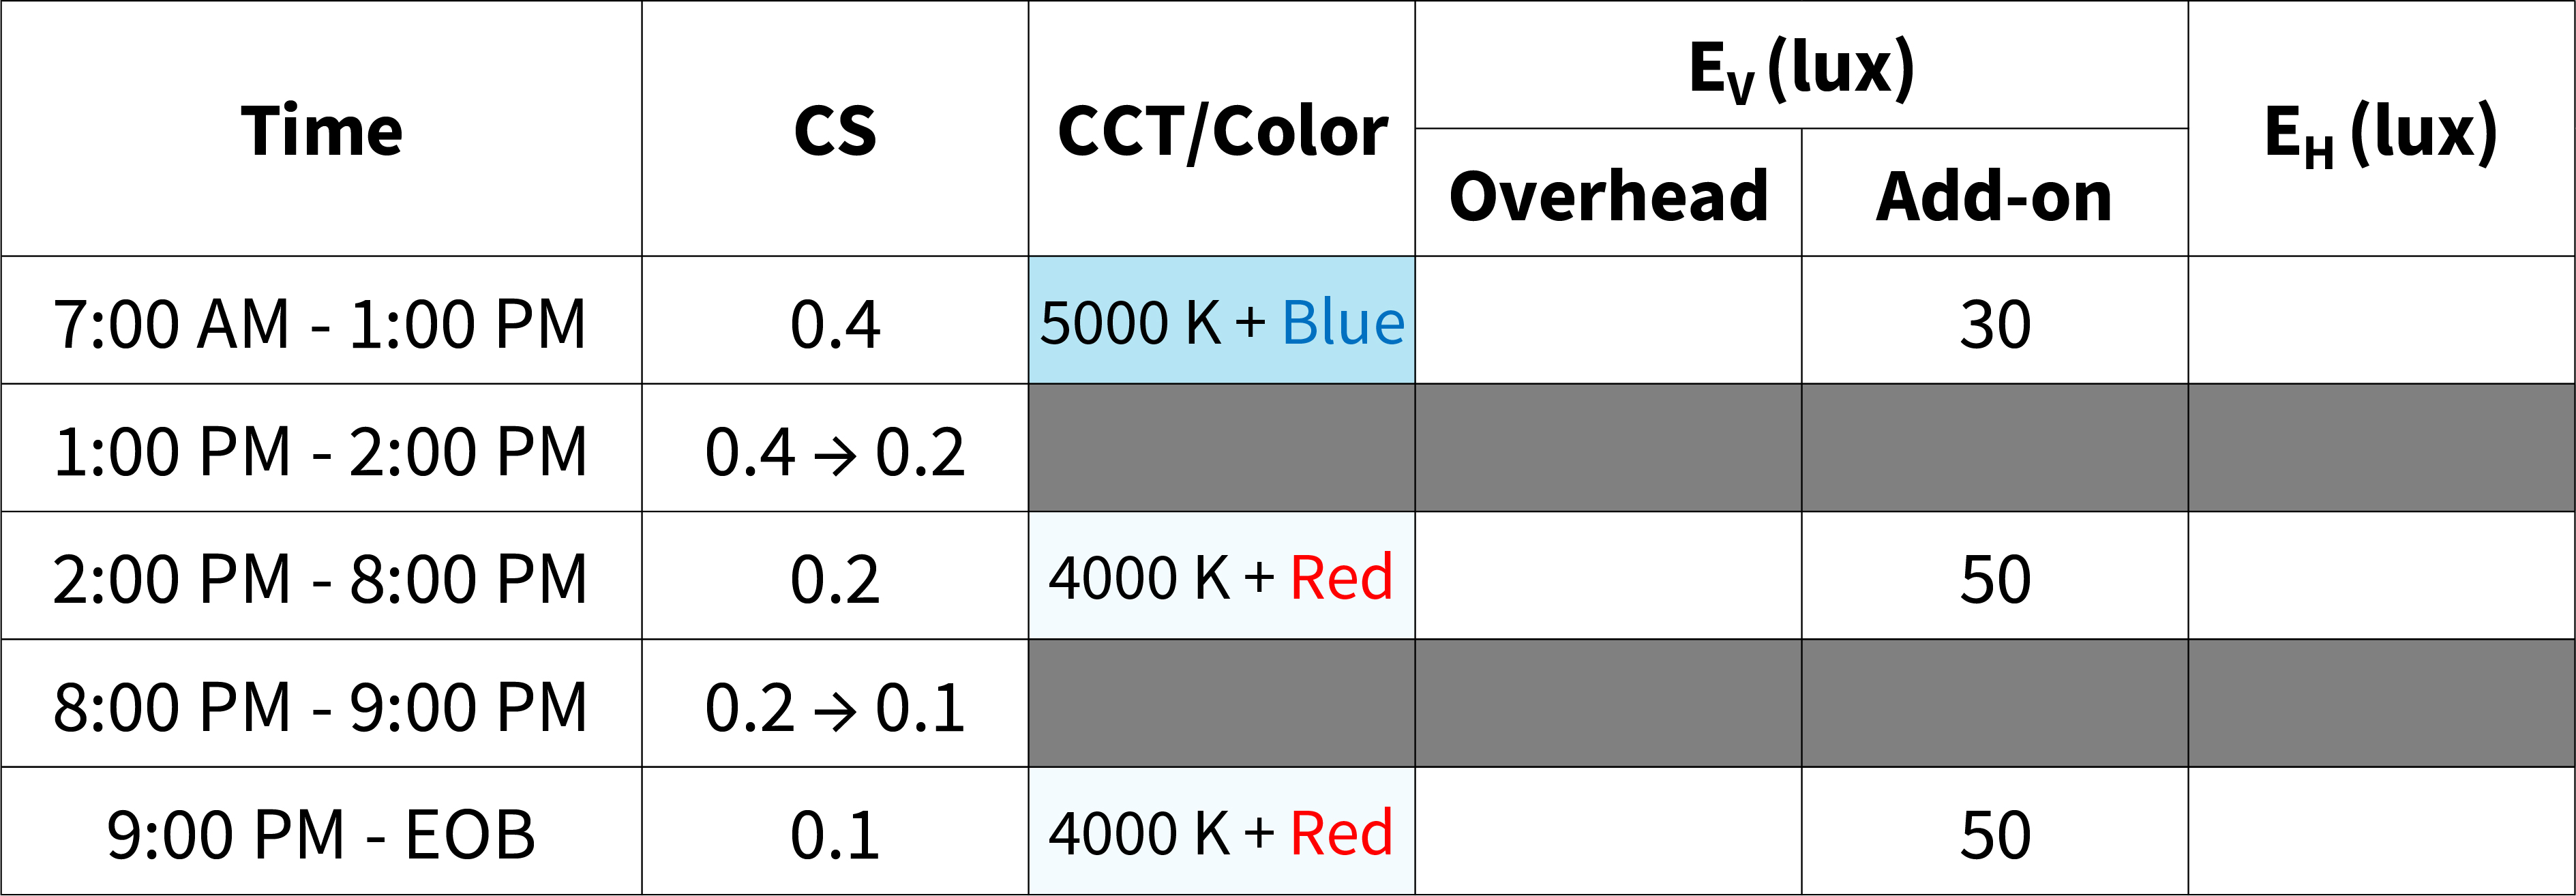 Time CS CCT/Color E_V (lux) E_H (lux)
Overhead Add-on
7:00 AM - 1:00 PM 0.4 5000 K + Blue 30
1:00 PM - 2:00 PM 0.4 → 0.2
2:00 PM - 8:00 PM 0.2 4000 K + Red 50
8:00 PM - 9:00 PM 0.2 → 0.1
9:00 PM - EOB 0.1 4000 K + Red 50